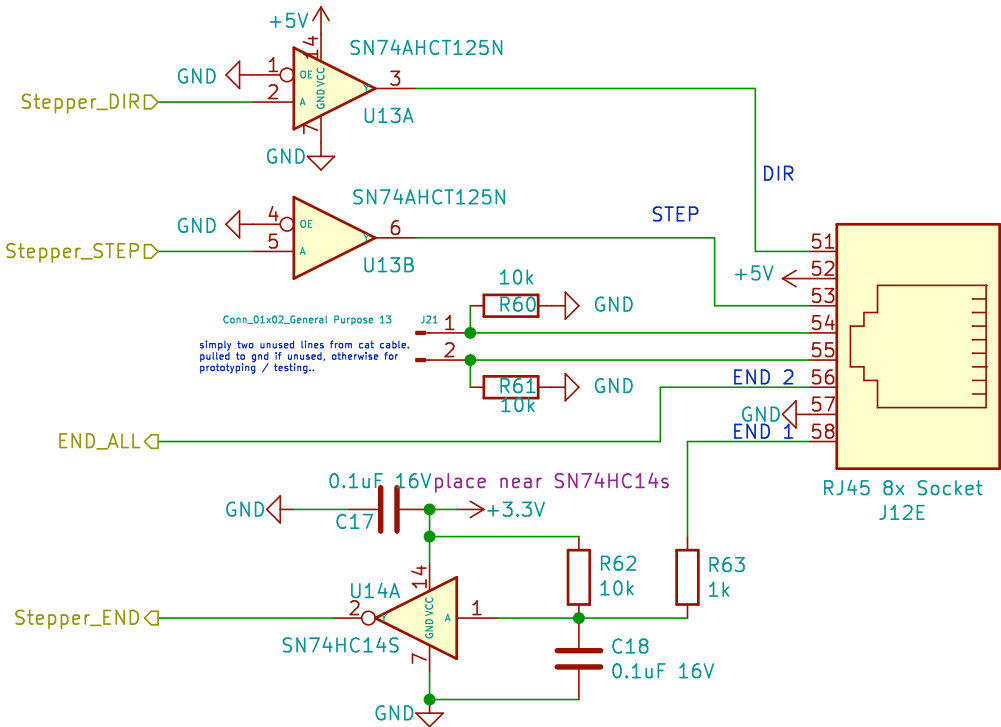 +5V
14
SN74AHCT125N
GND
1
OE
VCC
3
Stepper_DIR
2
A
GND
Y
7
U13A
GND
DIR
SN74AHCT125N
STEP
GND
4
OE
6
Stepper_STEP
5
A
Y
U13B
51
+5V
52
10k
53
R60
GND
Conn_01x02_General Purpose 13
J21
1
54
simply two unused lines from cat cable.
pulled to gnd if unused, otherwise for
prototyping / testing..
2
55
END 2
56
R61
GND
10k
57
GND
END_ALL
END 1
58
0.1uF 16V
place near SN74HC14s
RJ45 8x Socket
J12E
GND
C17
+3.3V
14
R62
10k
R63
1k
U14A
VCC
Stepper_END
2
Y
GND
A
1
SN74HC14S
7
C18
0.1uF 16V
GND